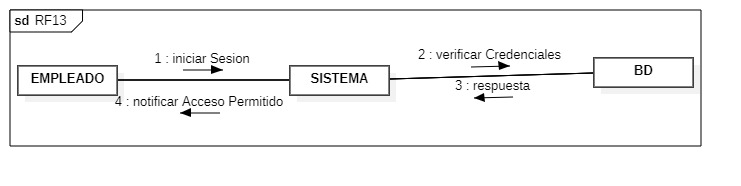 sd RF13
1 : iniciar Sesion
2 : verificar Credenciales
EMPLEADO
SISTEMA
BD
3 : respuesta
4 : notificar Acceso Permitido